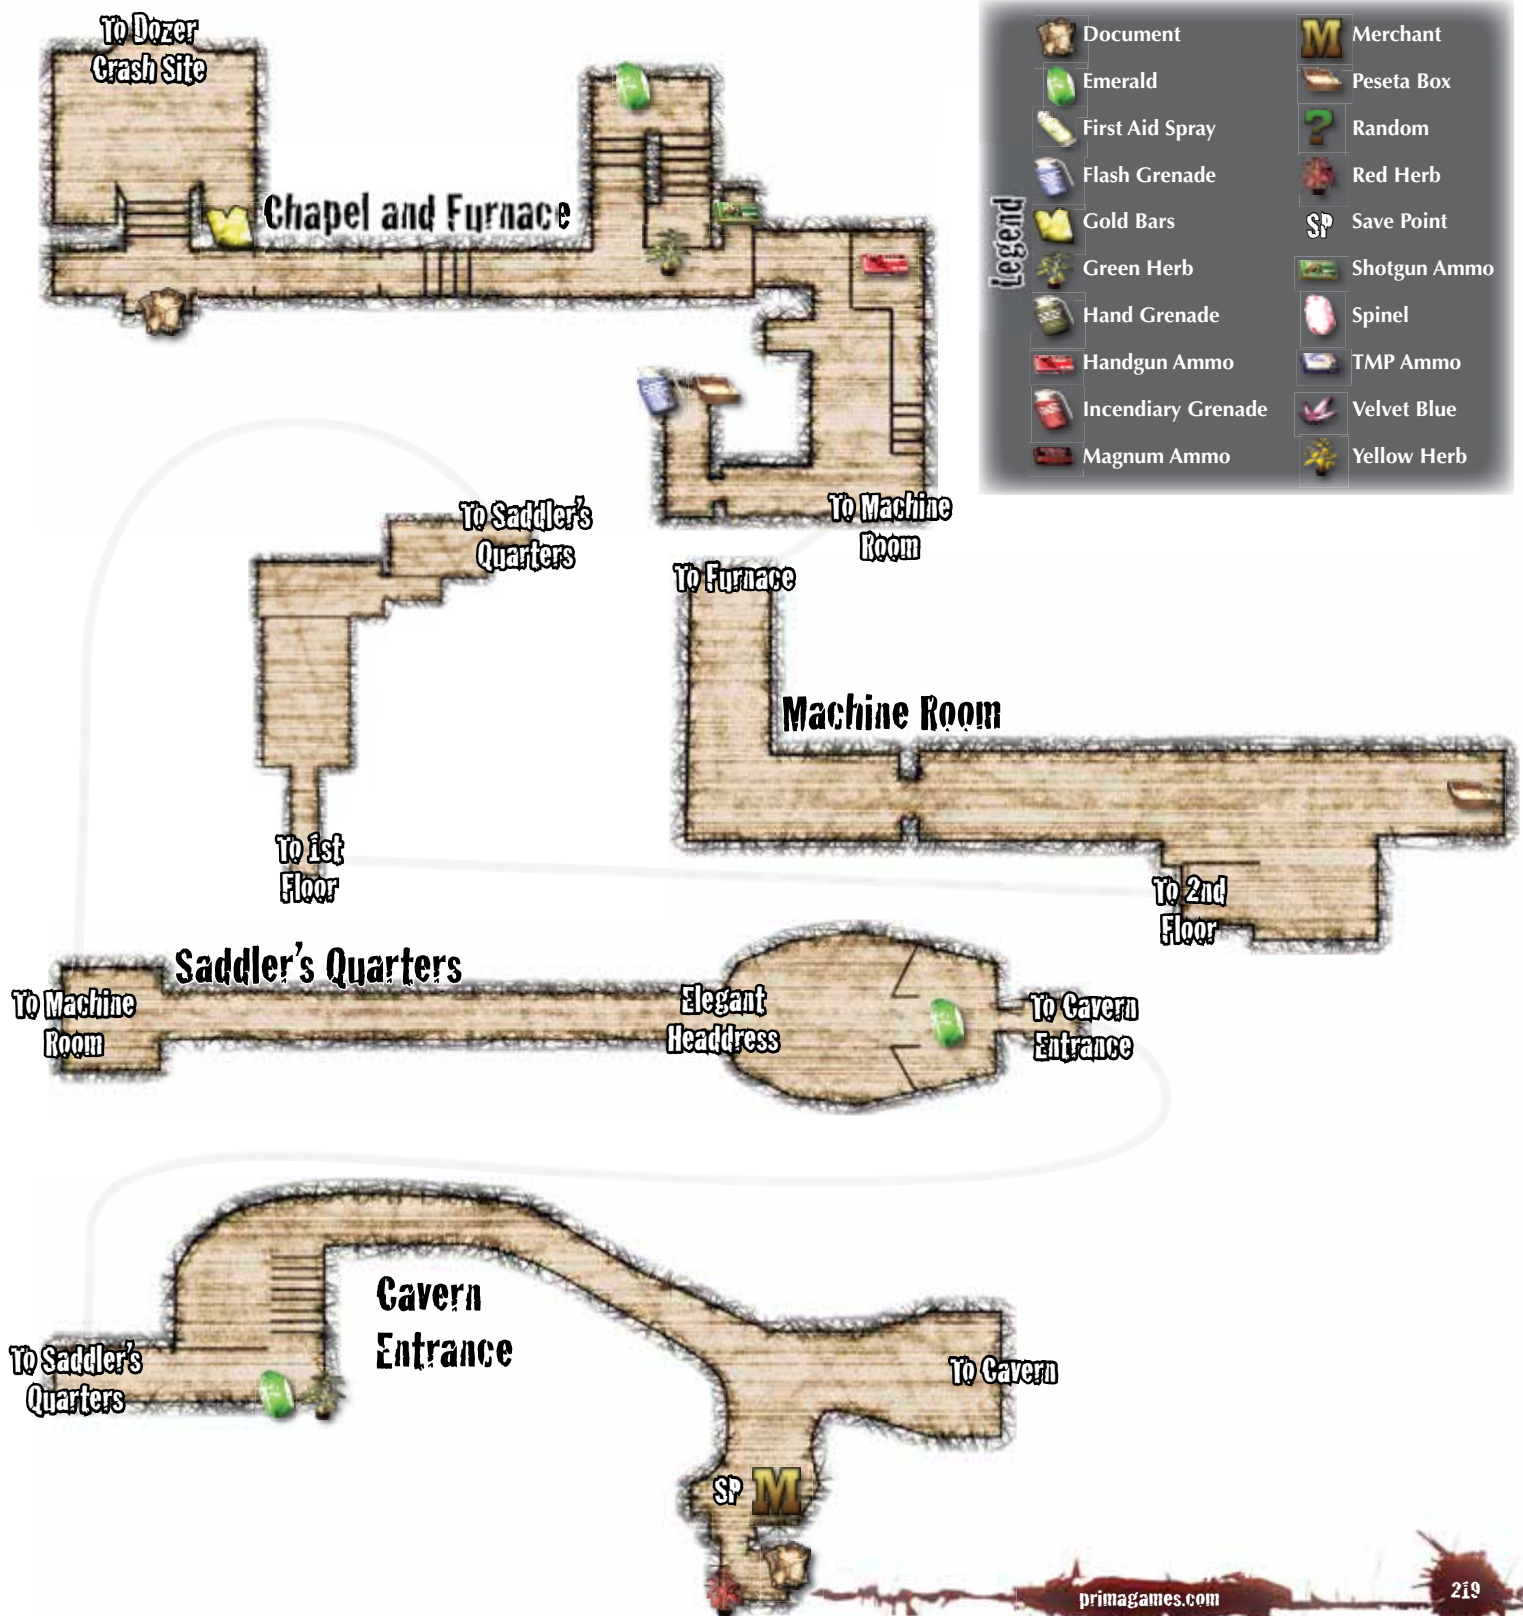 To Dozer
Crash Site
Chapel and Furnace
Legend
Document
Emerald
First Aid Spray
Flash Grenade
Gold Bars
Green Herb
Hand Grenade
Handgun Ammo
Incendiary Grenade
Magnum Ammo
M
Merchant
Peseta Box
?
Random
Red Herb
SP
Save Point
Shotgun Ammo
Spinel
TMP Ammo
Velvet Blue
Yellow Herb
To Saddler's
Quarters
To Machine
Room
To Furnace
Machine Room
To 1st
Floor
To 2nd
Floor
Saddler's Quarters
To Machine
Room
Elegant
Headdress
To Cavern
Entrance
Cavern
Entrance
To Saddler's
Quarters
To Cavern
SP
M
primagames.com
219